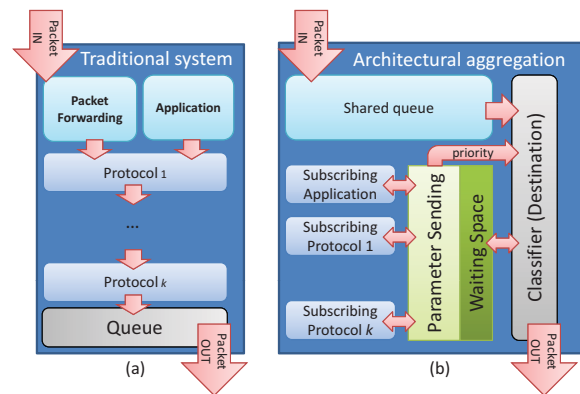 Packet
IN
Traditional system
Packet
Forwarding
Application
Protocol 1
...
Protocol k
Queue
Packet
OUT
(a)
Packet
IN
Architectural aggregation
Shared queue
priority
Subscribing
Application
Subscribing
Protocol 1
Subscribing
Protocol k
Parameter Sending
Waiting Space
Classifier (Destination)
Packet
OUT
(b)